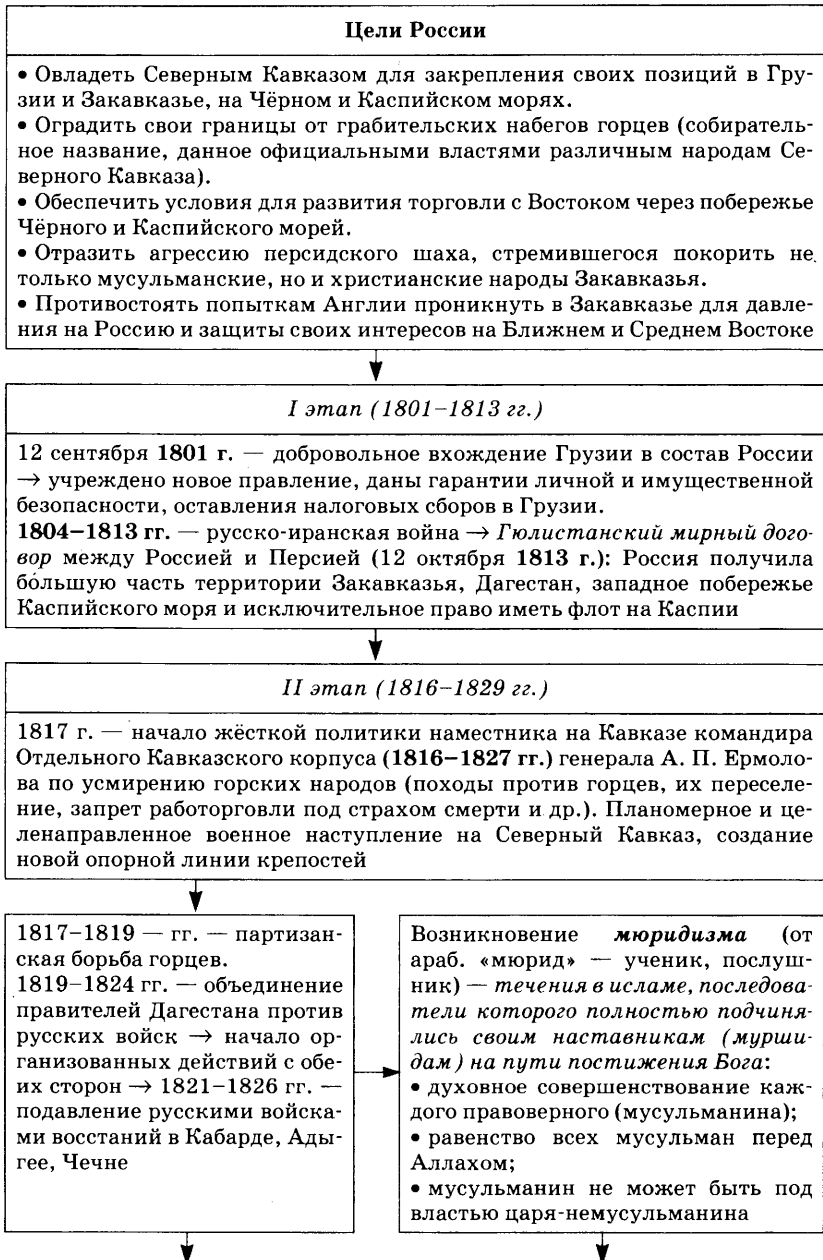 Цели России
• Овладеть Северным Кавказом для закрепления своих позиций в Гру-
зии и Закавказье, на Чёрном и Каспийском морях.
• Оградить свои границы от грабительских набегов горцев (собиратель-
ное название, данное официальными властями различным народам Се-
верного Кавказа).
• Обеспечить условия для развития торговли с Востоком через побережье
Чёрного и Каспийского морей.
• Отразить агрессию персидского шаха, стремившегося покорить не
только мусульманские, но и христианские народы Закавказья.
• Противостоять попыткам Англии проникнуть в Закавказье для давле-
ния на Россию и защиты своих интересов на Ближнем и Среднем Востоке
I этап (1801–1813 гг.)
12 сентября 1801 г. — добровольное вхождение Грузии в состав России
→ учреждено новое правление, даны гарантии личной и имущественной
безопасности, оставления налоговых сборов в Грузии.
1804–1813 гг. — русско-иранская война → Гюлистанский мирный дого-
вор между Россией и Персией (12 октября 1813 г.): Россия получила
бо́льшую часть территории Закавказья, Дагестан, западное побережье
Каспийского моря и исключительное право иметь флот на Каспии
II этап (1816–1829 гг.)
1817 г. — начало жёсткой политики наместника на Кавказе командира
Отдельного Кавказского корпуса (1816–1827 гг.) генерала А. П. Ермоло-
ва по усмирению горских народов (походы против горцев, их переселе-
ние, запрет работорговли под страхом смерти и др.). Планомерное и це-
ленаправленное военное наступление на Северный Кавказ, создание
новой опорной линии крепостей
1817–1819 — гг. — партизан-
ская борьба горцев.
1819–1824 гг. — объединение
правителей Дагестана против
русских войск → начало ор-
ганизованных действий с обе-
их сторон → 1821–1826 гг. —
подавление русскими войска-
ми восстаний в Кабарде, Ады-
гее, Чечне
Возникновение мюридизма (от
араб. «мюрид» — ученик, послуш-
ник) — течения в исламе, последова-
тели которого полностью подчиня-
лись своим наставникам (мурши-
дам) на пути постижения Бога:
• духовное совершенствование каж-
дого правоверного (мусульманина);
• равенство всех мусульман перед
Аллахом;
• мусульманин не может быть под
властью царя-немусульманина